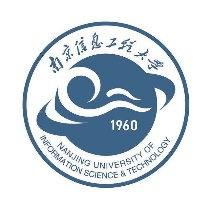 南京信息工程大学
1960
NANJING UNIVERSITY OF
INFORMATION SCIENCE & TECHNOLOGY